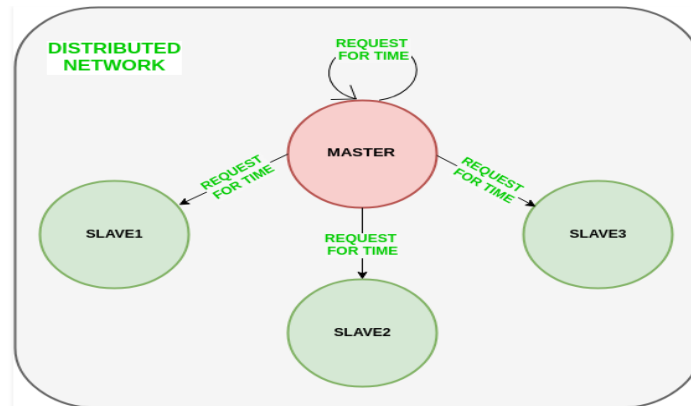 DISTRIBUTED
NETWORK
REQUEST
FOR TIME
MASTER
REQUEST
FOR TIME
REQUEST
FOR TIME
REQUEST
FOR TIME
SLAVE1
SLAVE3
SLAVE2